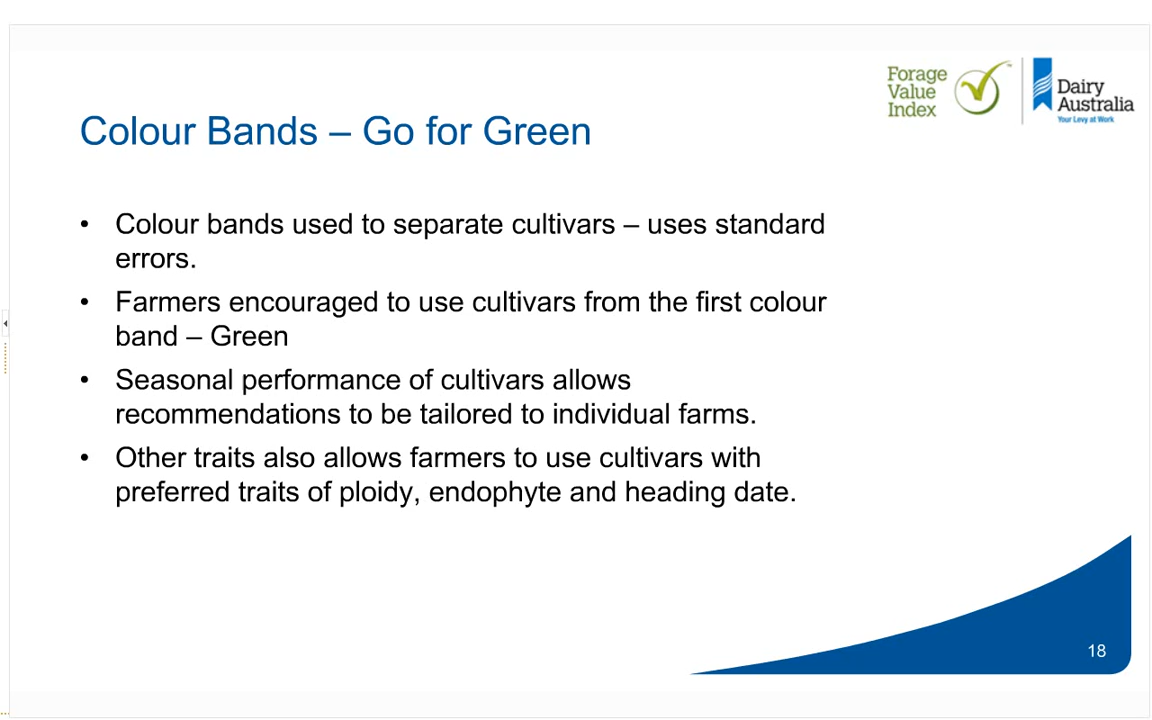 Forage
Value
Index
Dairy
Australia
Your Levy at Work
Colour Bands – Go for Green
• Colour bands used to separate cultivars – uses standard
errors.
• Farmers encouraged to use cultivars from the first colour
band – Green
• Seasonal performance of cultivars allows
recommendations to be tailored to individual farms.
• Other traits also allows farmers to use cultivars with
preferred traits of ploidy, endophyte and heading date.
18